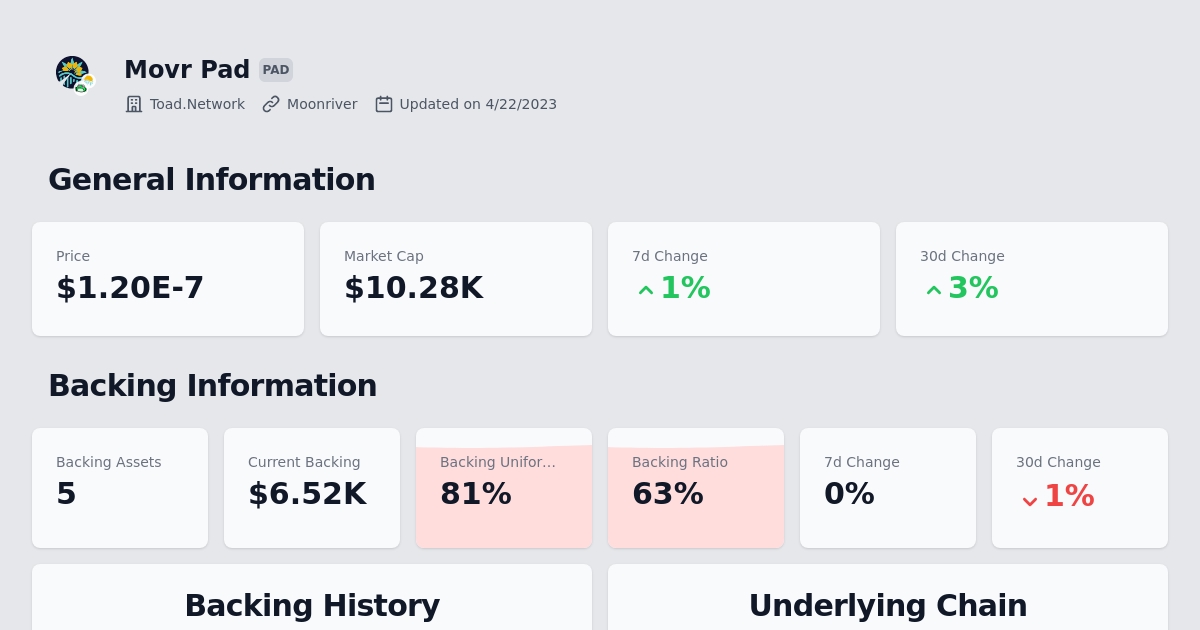 Movr Pad PAD
Toad.Network Moonriver Updated on 4/22/2023
General Information
Price Market Cap 7d Change 30d Change
$1.20E-7 $10.28K 1% 3%
Backing Information
Backing Assets Current Backing Backing Unifor... Backing Ratio 7d Change 30d Change
5 $6.52K 81% 63% 0% 1%
Backing History Underlying Chain